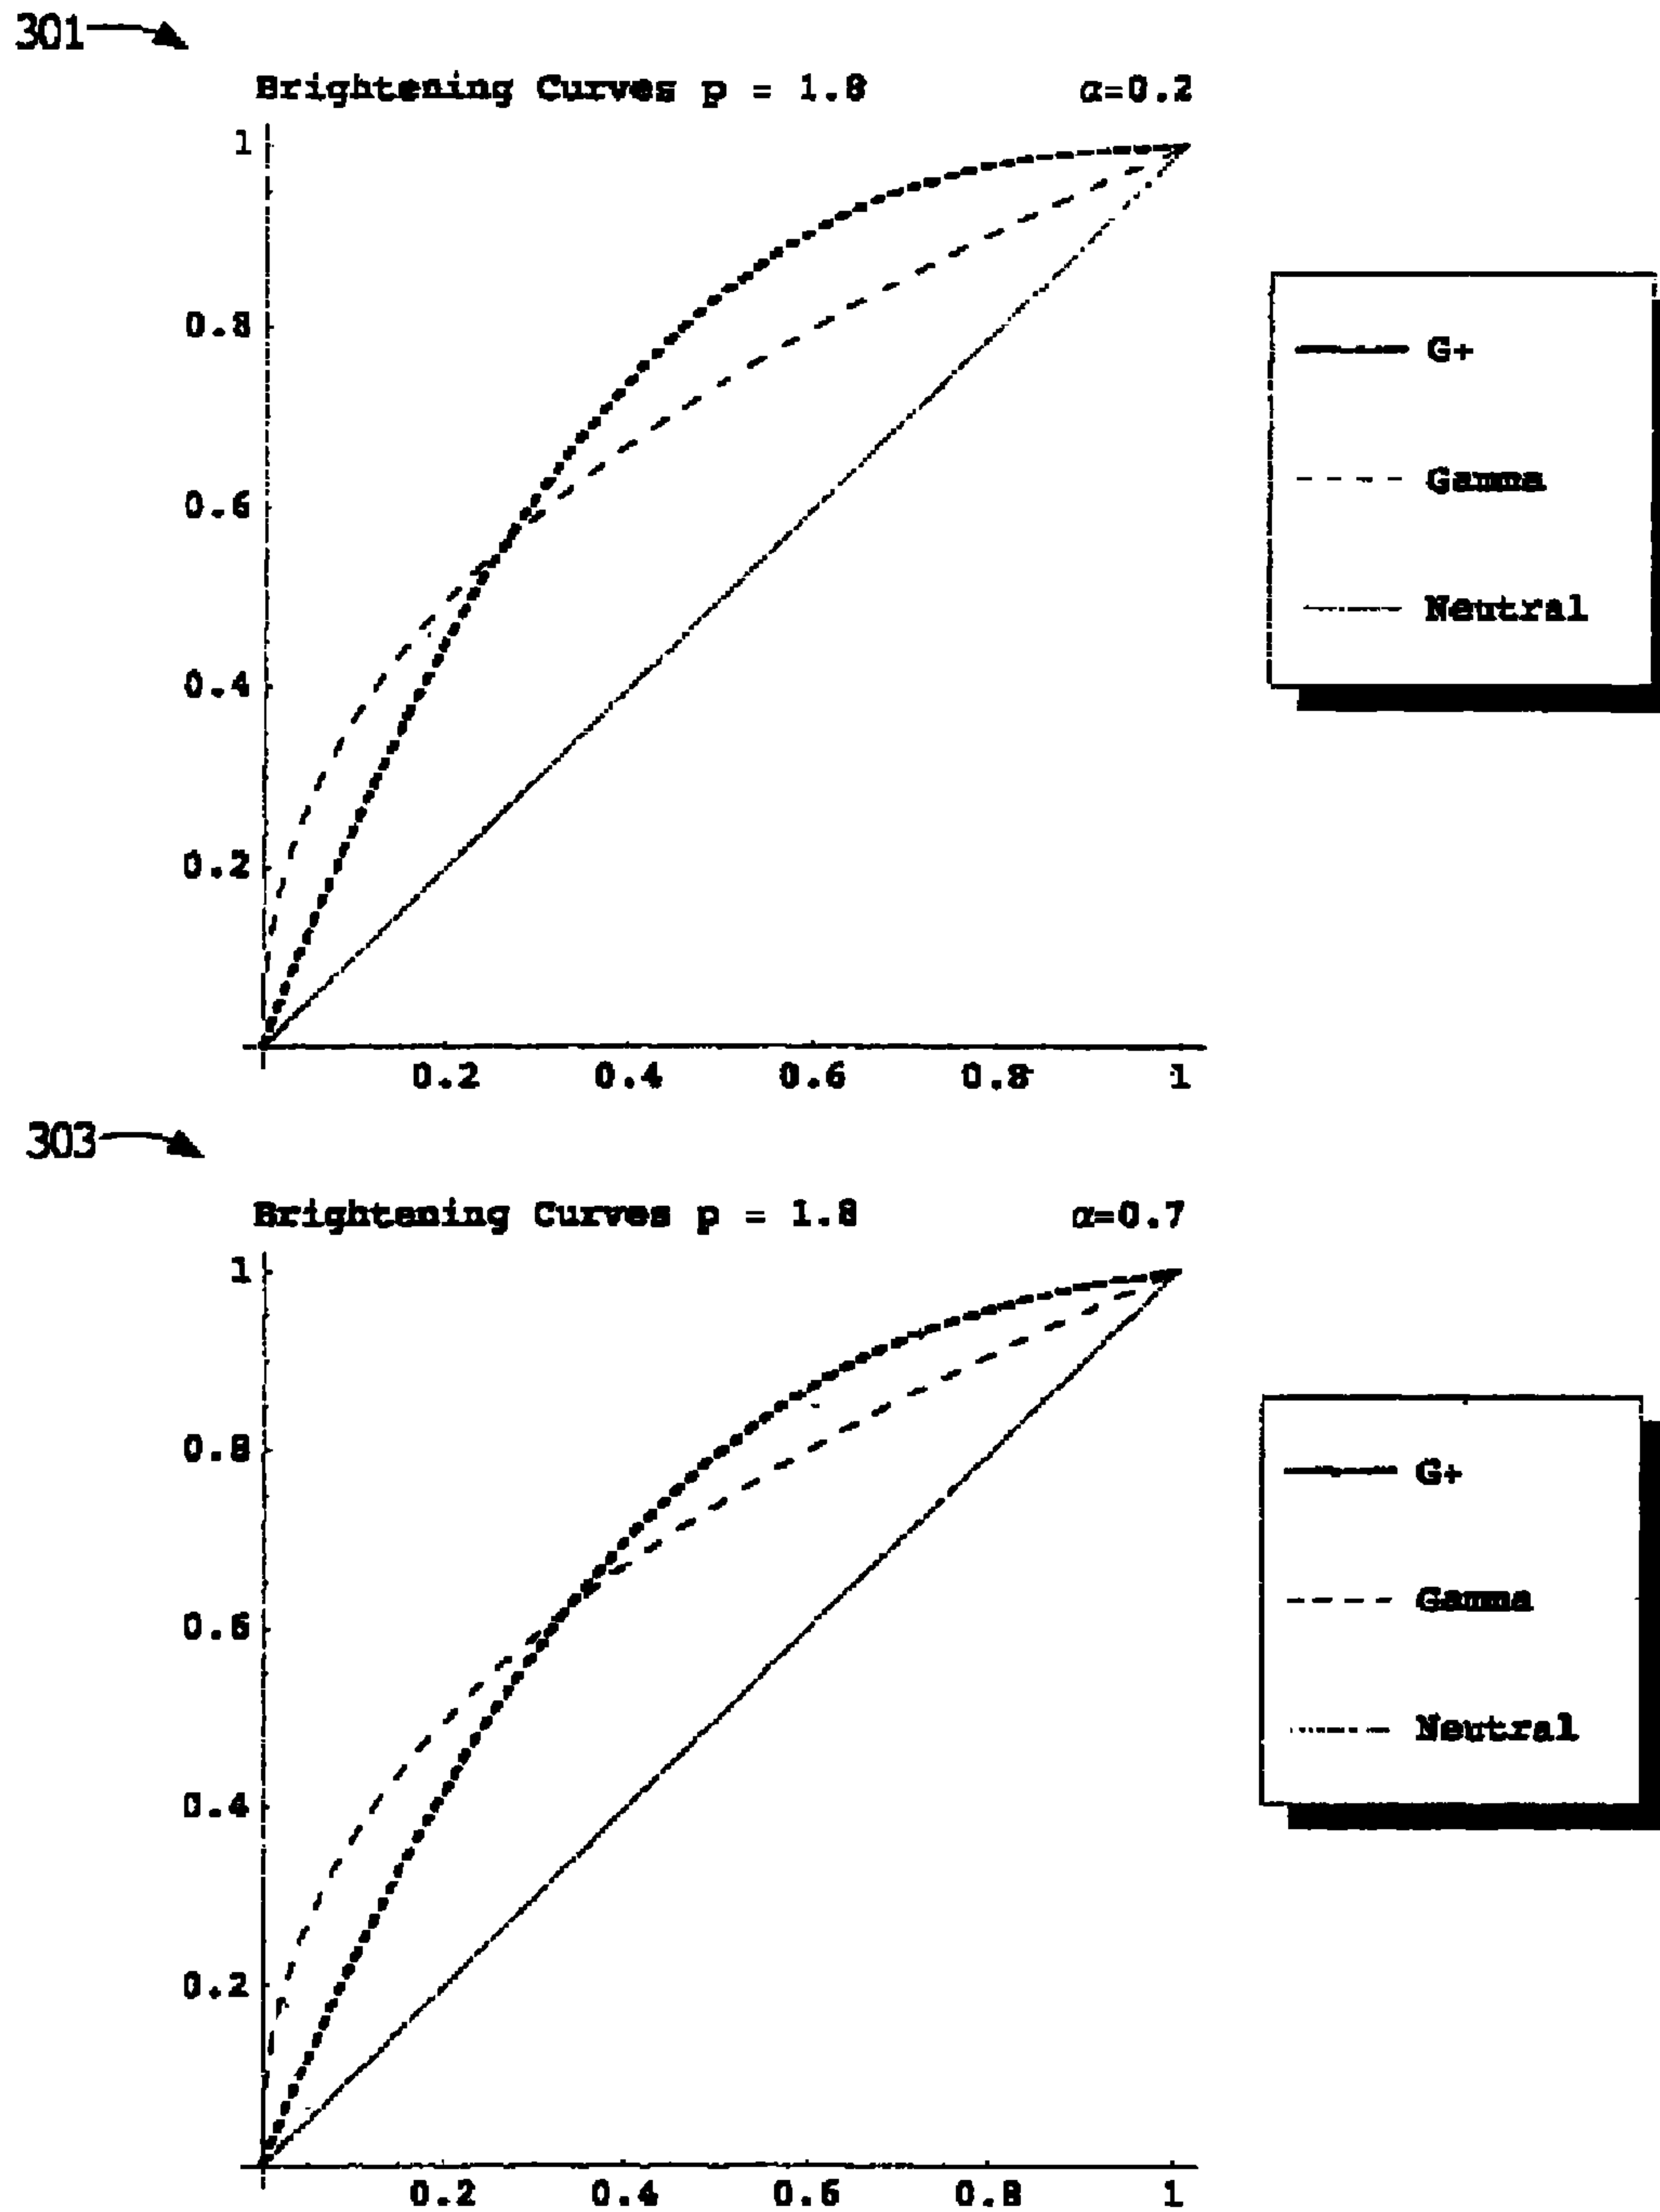 301
Brightening Curves p = 1.8 α=0.2
1
0.8
0.6
0.4
0.2
0.2 0.4 0.6 0.8 1
G+
Gamma
Neutral
303
Brightening Curves p = 1.8 α=0.7
1
0.8
0.6
0.4
0.2
0.2 0.4 0.6 0.8 1
G+
Gamma
Neutral